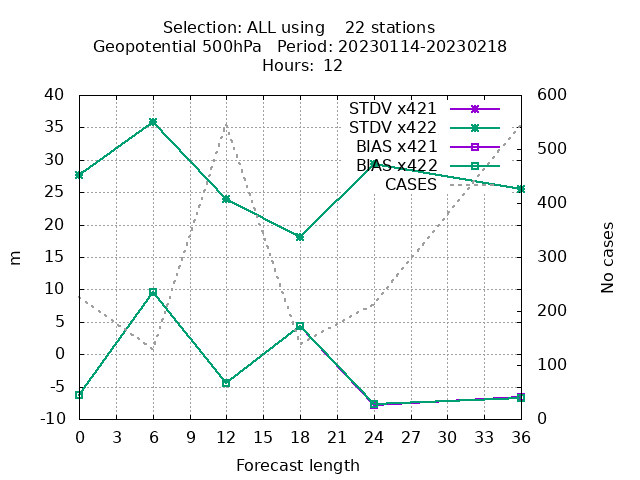 Selection: ALL using    22 stations
Geopotential 500hPa   Period: 20230114-20230218
Hours:  12
STDV x421
STDV x422
BIAS x421
BIAS x422
CASES
40
35
30
25
20
15
10
5
0
-5
-10
m
600
500
400
300
200
100
0
No cases
0 3 6 9 12 15 18 21 24 27 30 33 36
Forecast length